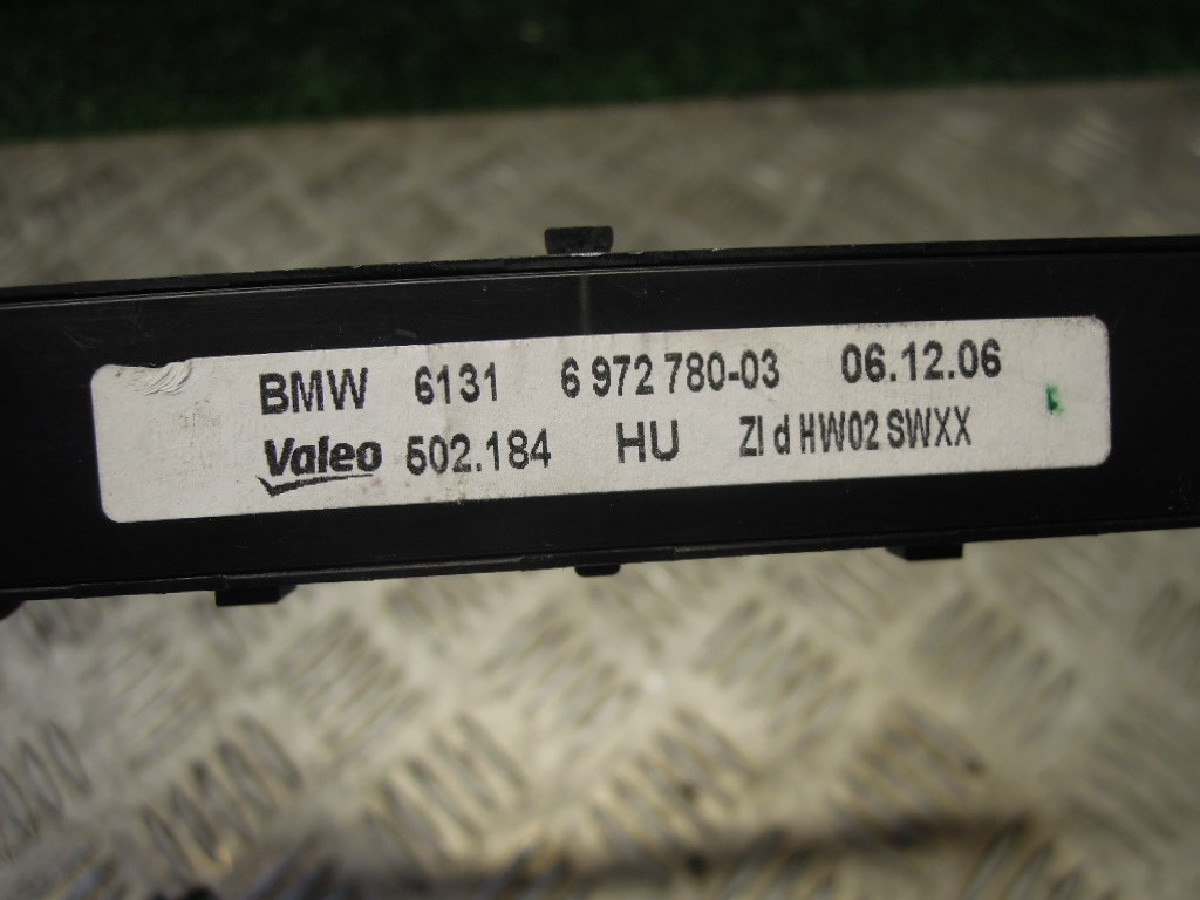 BMW 6131 6 972 780-03 06.12.06
Valeo 502.184 HU ZI d HW02 SWXX